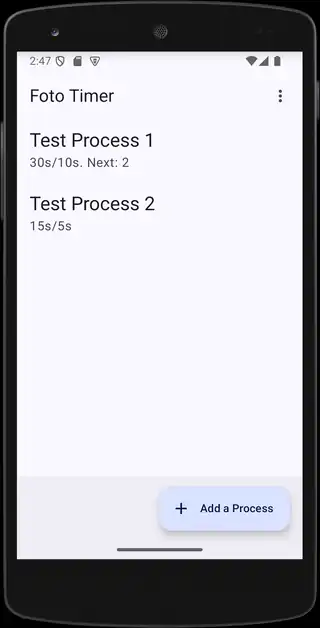 2:47
Foto Timer
Test Process 1
30s/10s. Next: 2
Test Process 2
15s/5s
+ Add a Process